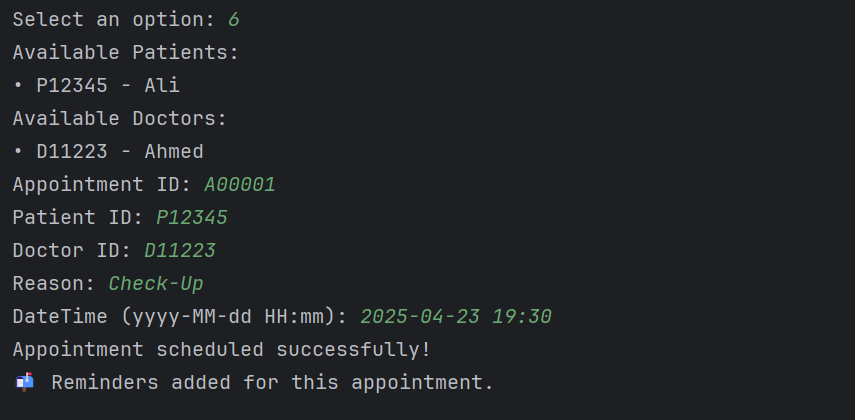 Select an option: 6
Available Patients:
• P12345 - Ali
Available Doctors:
• D11223 - Ahmed
Appointment ID: A00001
Patient ID: P12345
Doctor ID: D11223
Reason: Check-Up
DateTime (yyyy-MM-dd HH:mm): 2025-04-23 19:30
Appointment scheduled successfully!
📬 Reminders added for this appointment.